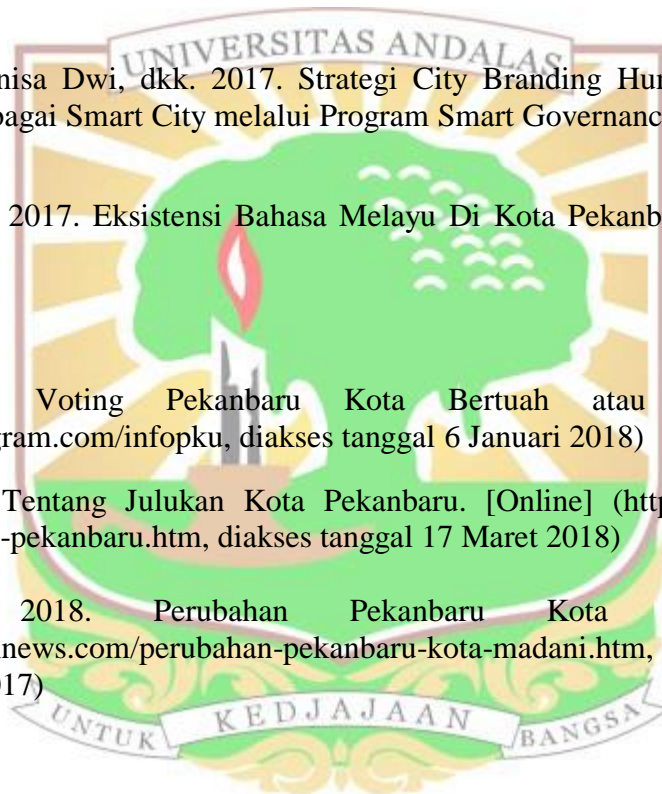 UNIVERSITAS ANDALAS
nisa Dwi, dkk. 2017. Strategi City Branding Hu
bagai Smart City melalui Program Smart Governanc
2017. Eksistensi Bahasa Melayu Di Kota Pekanb
Voting Pekanbaru Kota Bertuah atau
gram.com/infopku, diakses tanggal 6 Januari 2018)
Tentang Julukan Kota Pekanbaru. [Online] (http
-pekanbaru.htm, diakses tanggal 17 Maret 2018)
2018. Perubahan Pekanbaru Kota
news.com/perubahan-pekanbaru-kota-madani.htm,
017)
UNTUK KEDJAJAAN BANGSA